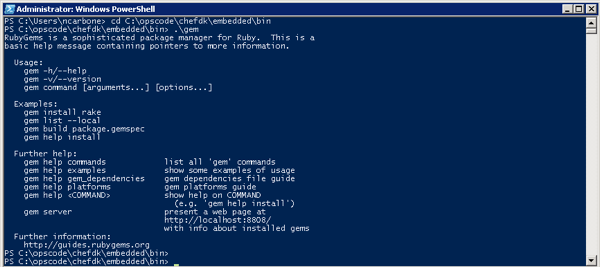 Administrator: Windows PowerShell
PS C:\Users\ncarbone> cd C:\opscode\chefdk\embedded\bin
PS C:\opscode\chefdk\embedded\bin> .\gem
RubyGems is a sophisticated package manager for Ruby.  This is a
basic help message containing pointers to more information.
Usage:
gem -h/--help
gem -v/--version
gem command [arguments...] [options...]
Examples:
gem install rake
gem list --local
gem build package.gemspec
gem help install
Further help:
gem help commands            list all 'gem' commands
gem help examples            show some examples of usage
gem help gem_dependencies    gem dependencies file guide
gem help platforms           gem platforms guide
gem help <COMMAND>           show help on COMMAND
(e.g. 'gem help install')
gem server                   present a web page at
http://localhost:8808/
with info about installed gems
Further information:
http://guides.rubygems.org
PS C:\opscode\chefdk\embedded\bin>
PS C:\opscode\chefdk\embedded\bin>